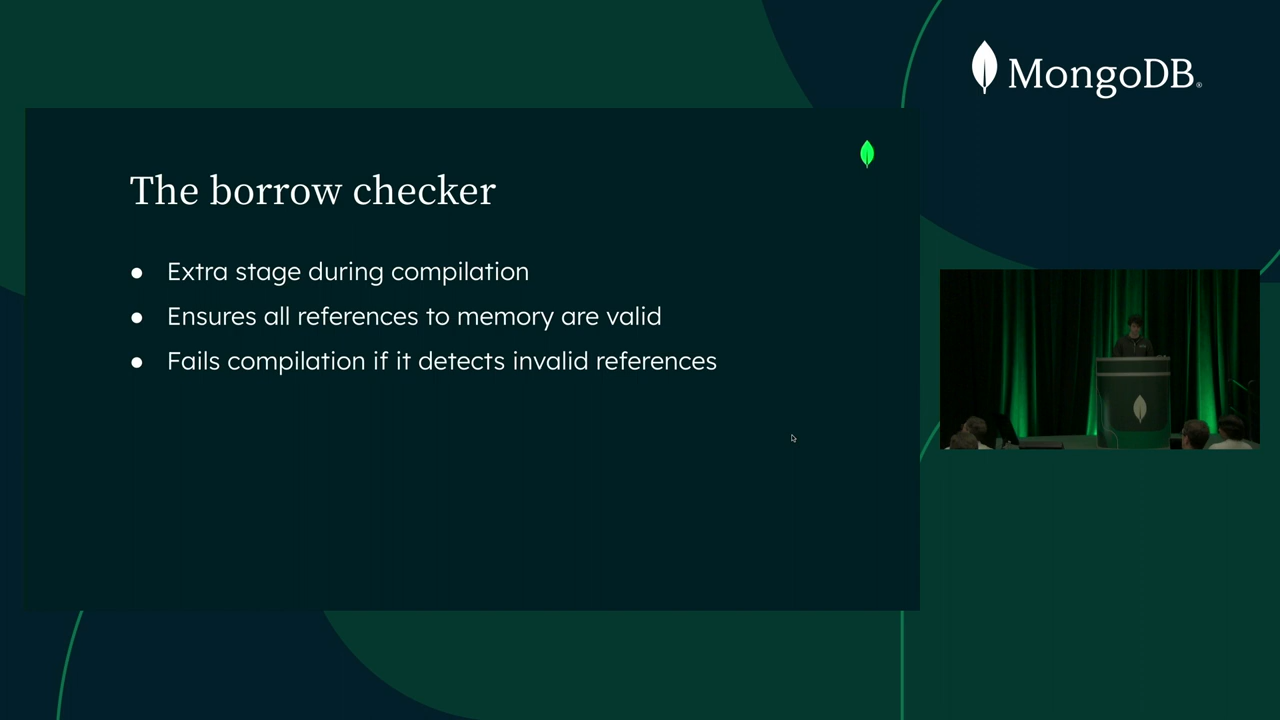 MongoDB®
The borrow checker
● Extra stage during compilation
● Ensures all references to memory are valid
● Fails compilation if it detects invalid references